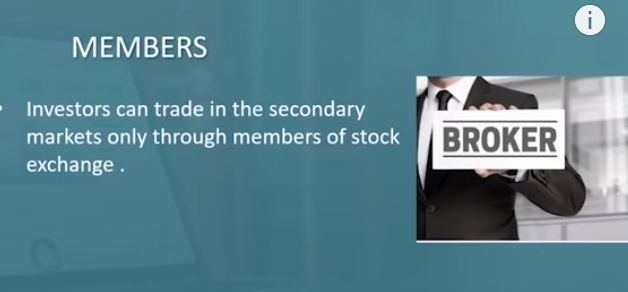 MEMBERS
• Investors can trade in the secondary
markets only through members of stock
exchange .
BROKER
i